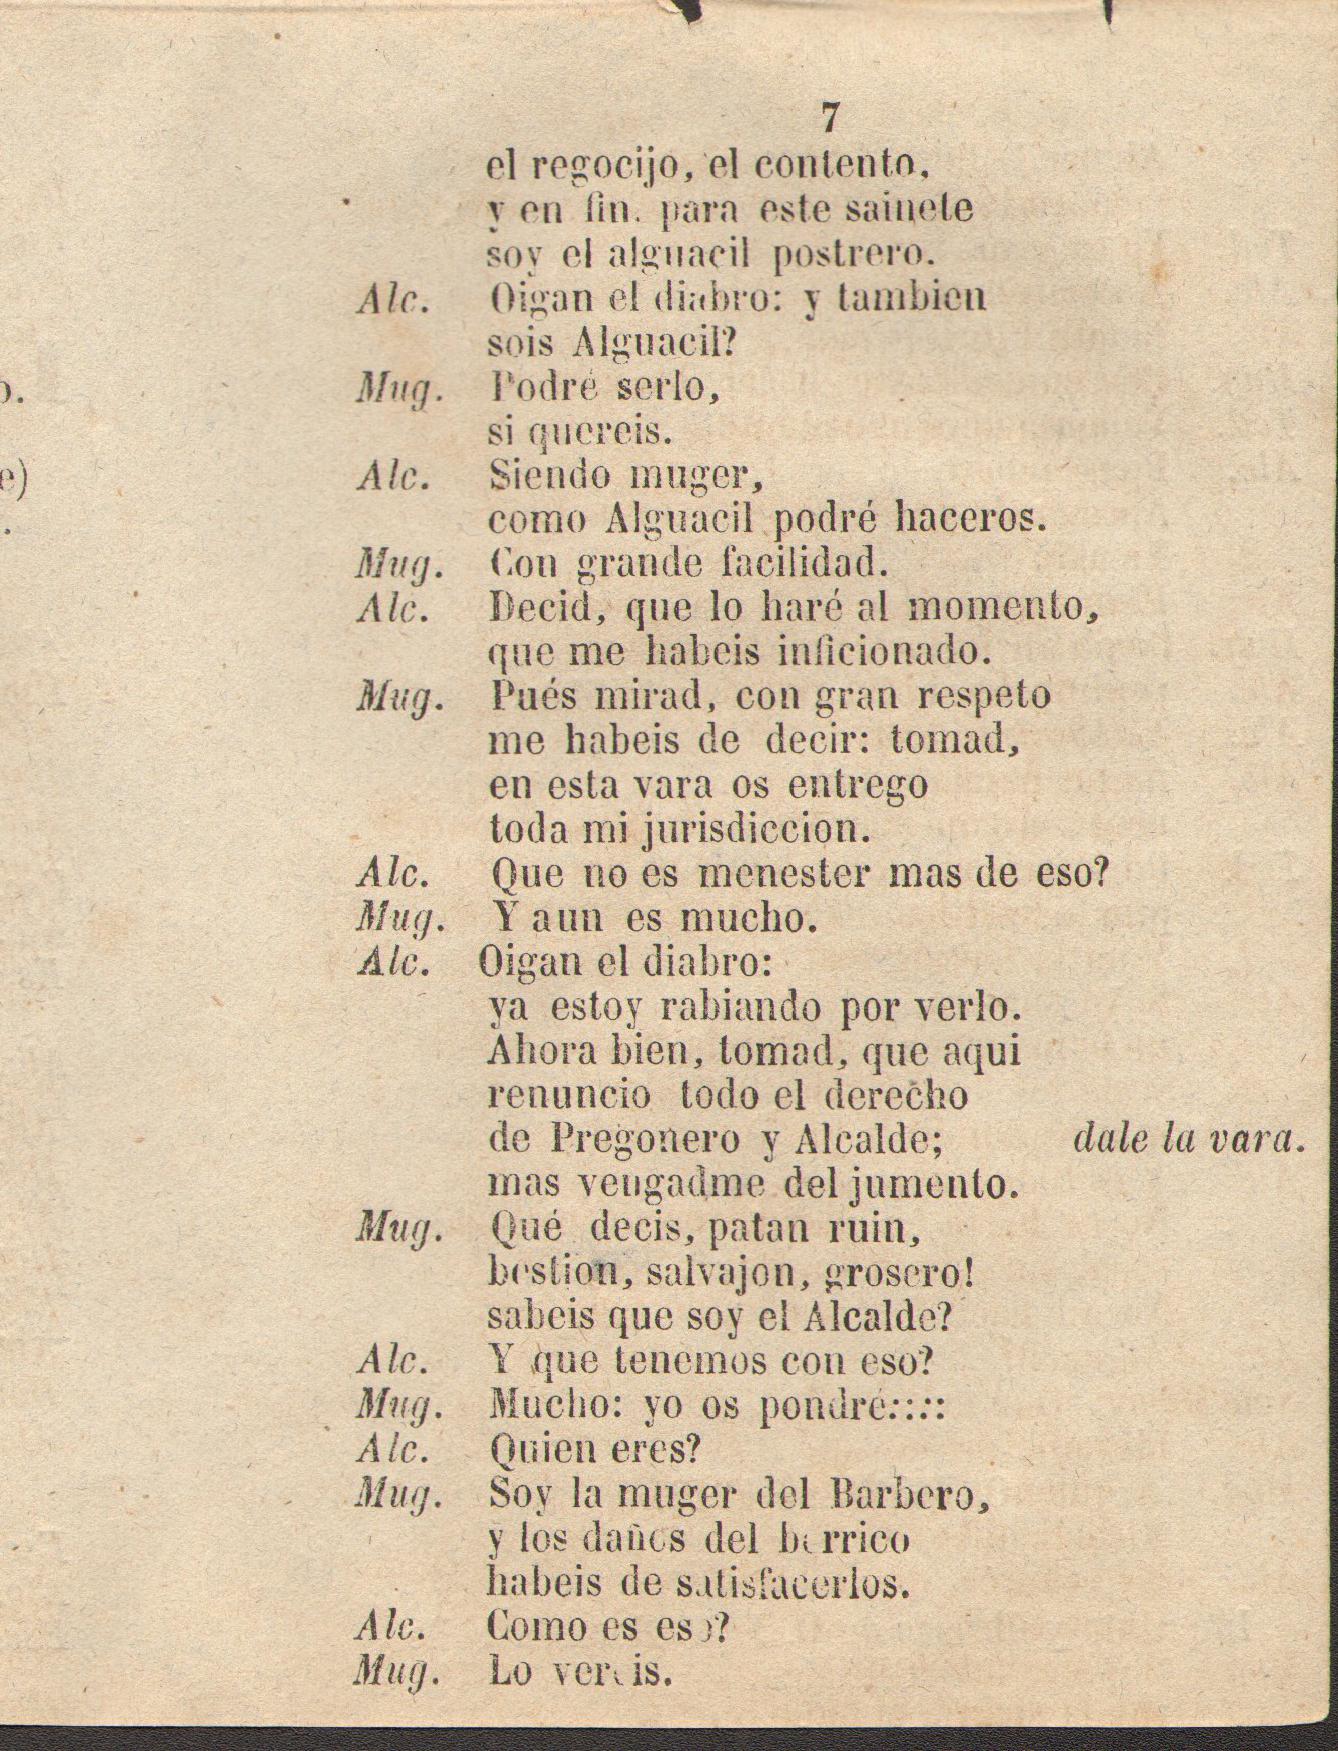 7
el regocijo, el contento,
y en fin. para este sainete
soy el alguacil postrero.
Alc. Oigan el diabro: y tambien
sois Alguacil?
Mug. Podré serlo,
si quereis.
Alc. Siendo muger,
como Alguacil podré haceros.
Mug. Con grande facilidad.
Alc. Decid, que lo haré al momento,
que me habeis inficionado.
Mug. Pués mirad, con gran respeto
me habeis de decir: tomad,
en esta vara os entrego
toda mi jurisdiccion.
Alc. Que no es menester mas de eso?
Mug. Y aun es mucho.
Alc. Oigan el diabro:
ya estoy rabiando por verlo.
Ahora bien, tomad, que aqui
renuncio todo el derecho
de Pregonero y Alcalde; dale la vara.
mas vengadme del jumento.
Mug. Qué decis, patan ruin,
bestion, salvajon, grosero!
sabeis que soy el Alcalde?
Alc. Y que tenemos con eso?
Mug. Mucho: yo os pondré:::::
Alc. Quien eres?
Mug. Soy la muger del Barbero,
y los daños del borrico
habeis de satisfacerlos.
Alc. Como es eso?
Mug. Lo vereis.
o.
e)
.